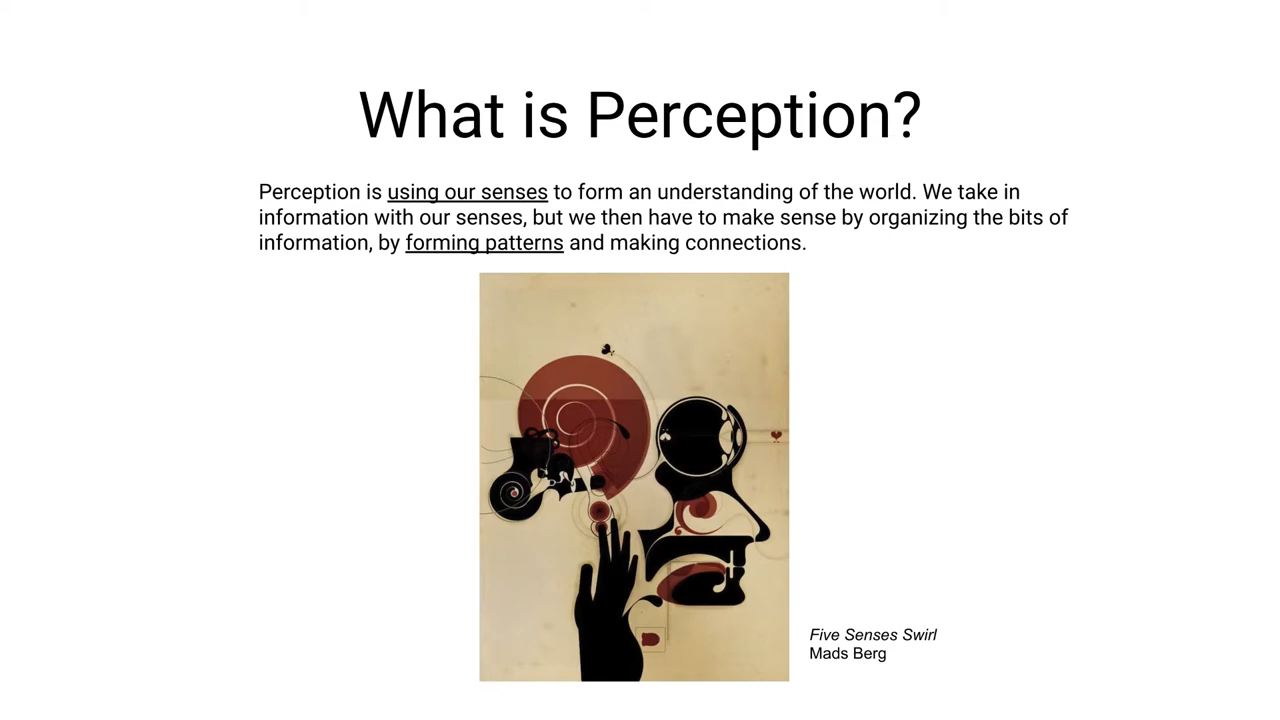 What is Perception?
Perception is using our senses to form an understanding of the world. We take in
information with our senses, but we then have to make sense by organizing the bits of
information, by forming patterns and making connections.
Five Senses Swirl
Mads Berg